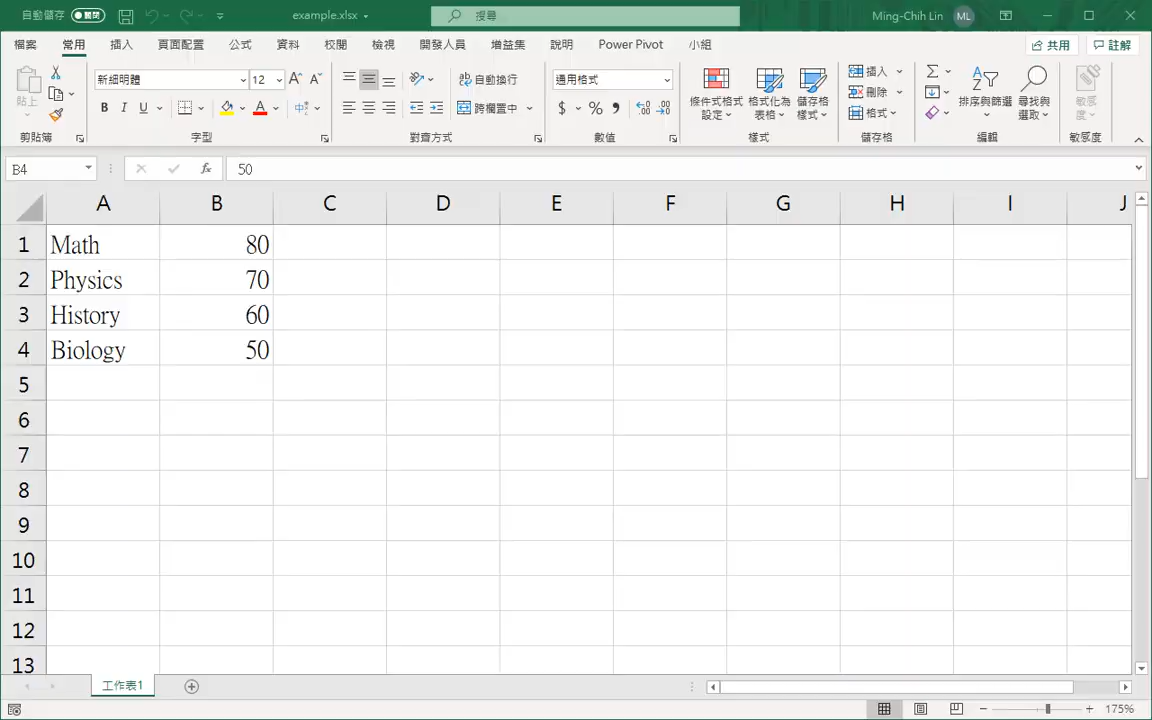 自動儲存 關閉 example.xlsx 搜尋 Ming-Chih Lin ML
檔案 常用 插入 頁面配置 公式 資料 校閱 檢視 開發人員 增益集 說明 Power Pivot 小組 共用 註解
貼上 新細明體 12 A A 自動換行 通用格式 條件式格式設定 格式化為表格 儲存格樣式 插入 刪除 格式 Σ 排序與篩選 尋找與選取 敏感度
B I U A 中 跨欄置中 $ % , .00 .00
剪貼簿 字型 對齊方式 數值 樣式 儲存格 編輯 敏感度
B4 fx 50
A B C D E F G H I J
1 Math 80
2 Physics 70
3 History 60
4 Biology 50
5
6
7
8
9
10
11
12
13
工作表1
175%